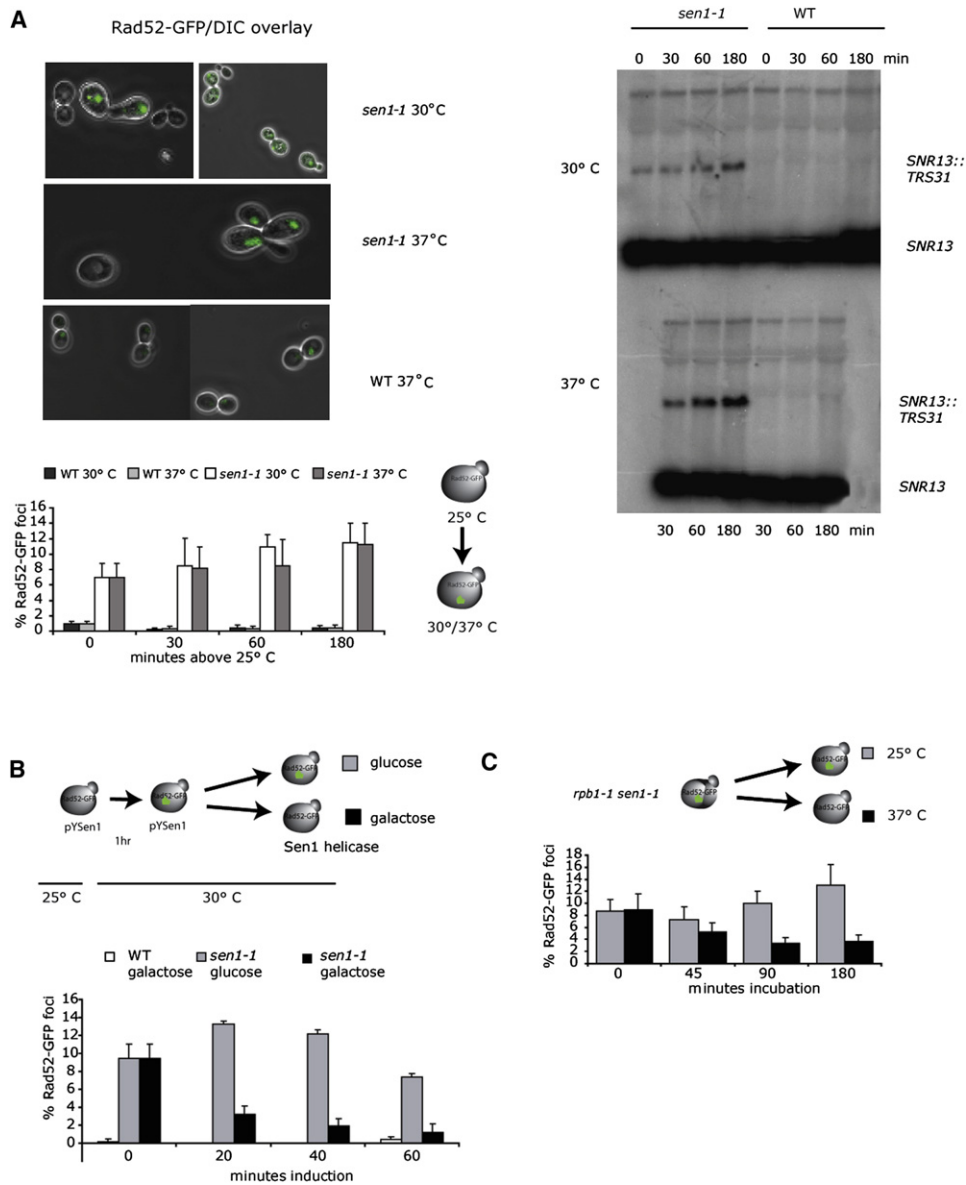 A
Rad52-GFP/DIC overlay
sen1-1 30°C
sen1-1 37°C
WT 37°C
sen1-1 WT
0 30 60 180 0 30 60 180 min
30° C
SNR13::
TRS31
SNR13
37° C
SNR13::
TRS31
SNR13
30 60 180 30 60 180 min
WT 30° C WT 37° C sen1-1 30° C sen1-1 37° C
% Rad52-GFP foci
16
14
12
10
8
6
4
2
0
0 30 60 180
minutes above 25° C
Rad52-GFP
25° C
Rad52-GFP
30°/37° C
B
Rad52-GFP
pYSen1
1hr
Rad52-GFP
pYSen1
Rad52-GFP
glucose
Rad52-GFP
galactose
Sen1 helicase
25° C 30° C
WT galactose
sen1-1 glucose
sen1-1 galactose
% Rad52-GFP foci
16
14
12
10
8
6
4
2
0
0 20 40 60
minutes induction
C
rpb1-1 sen1-1
Rad52-GFP
Rad52-GFP
25° C
Rad52-GFP
37° C
% Rad52-GFP foci
18
16
14
12
10
8
6
4
2
0
0 45 90 180
minutes incubation